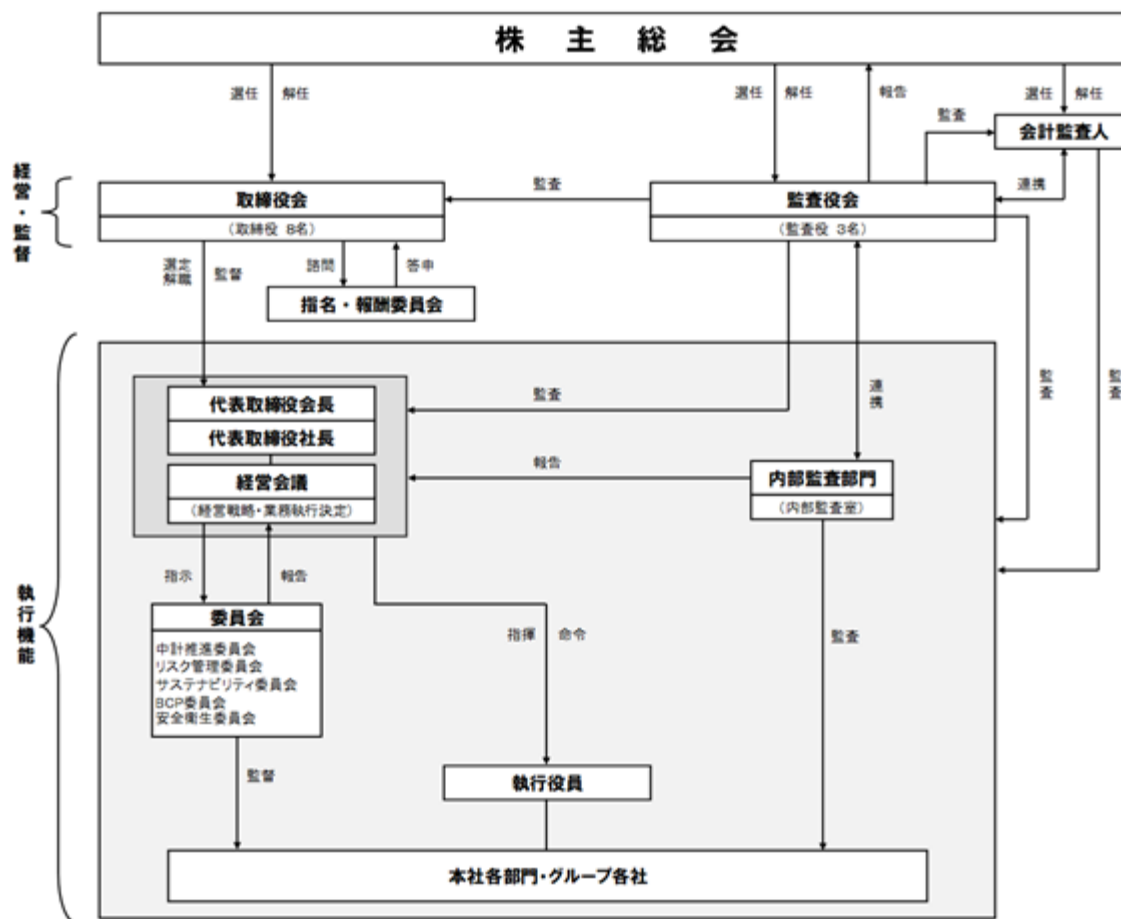 株主総会
選任
解任
選任
解任
報告
選任
解任
監査
会計監査人
経営・監督
取締役会
（取締役 8名）
監査
監査役会
（監査役 3名）
連携
選定
解職
監督
諮問
答申
指名・報酬委員会
代表取締役会長
代表取締役社長
経営会議
（経営戦略・業務執行決定）
監査
報告
連携
内部監査部門
（内部監査室）
監査
監査
執行機能
指示
報告
委員会
中計推進委員会
リスク管理委員会
サステナビリティ委員会
BCP委員会
安全衛生委員会
指揮
命令
監査
監督
執行役員
本社各部門・グループ各社